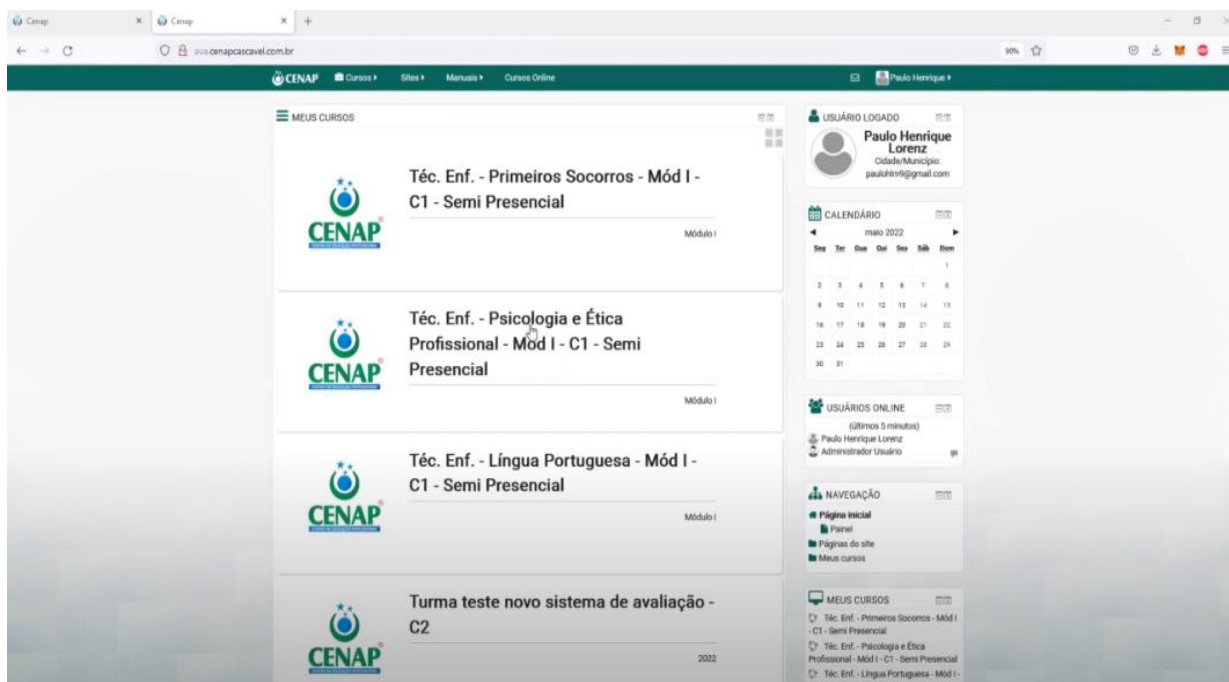 Cenap
Cenap
ava.cenapcascavel.com.br
90%
CENAP
Cursos
Sites
Manuais
Cursos Online
Paulo Henrique
MEUS CURSOS
CENAP
Téc. Enf. - Primeiros Socorros - Mód I -
C1 - Semi Presencial
Módulo I
CENAP
Téc. Enf. - Psicologia e Ética
Profissional - Mód I - C1 - Semi
Presencial
Módulo I
CENAP
Téc. Enf. - Língua Portuguesa - Mód I -
C1 - Semi Presencial
Módulo I
CENAP
Turma teste novo sistema de avaliação -
C2
2022
USUÁRIO LOGADO
Paulo Henrique
Lorenz
Cidade/Município:
paulohlrn9@gmail.com
CALENDÁRIO
maio 2022
Seg Ter Qua Qui Sex Sáb Dom
1
2 3 4 5 6 7 8
9 10 11 12 13 14 15
16 17 18 19 20 21 22
23 24 25 26 27 28 29
30 31
USUÁRIOS ONLINE
(últimos 5 minutos)
Paulo Henrique Lorenz
Administrador Usuário
NAVEGAÇÃO
Página inicial
Painel
Páginas do site
Meus cursos
MEUS CURSOS
Téc. Enf. - Primeiros Socorros - Mód I
- C1 - Semi Presencial
Téc. Enf. - Psicologia e Ética
Profissional - Mód I - C1 - Semi Presencial
Téc. Enf. - Língua Portuguesa - Mód I -